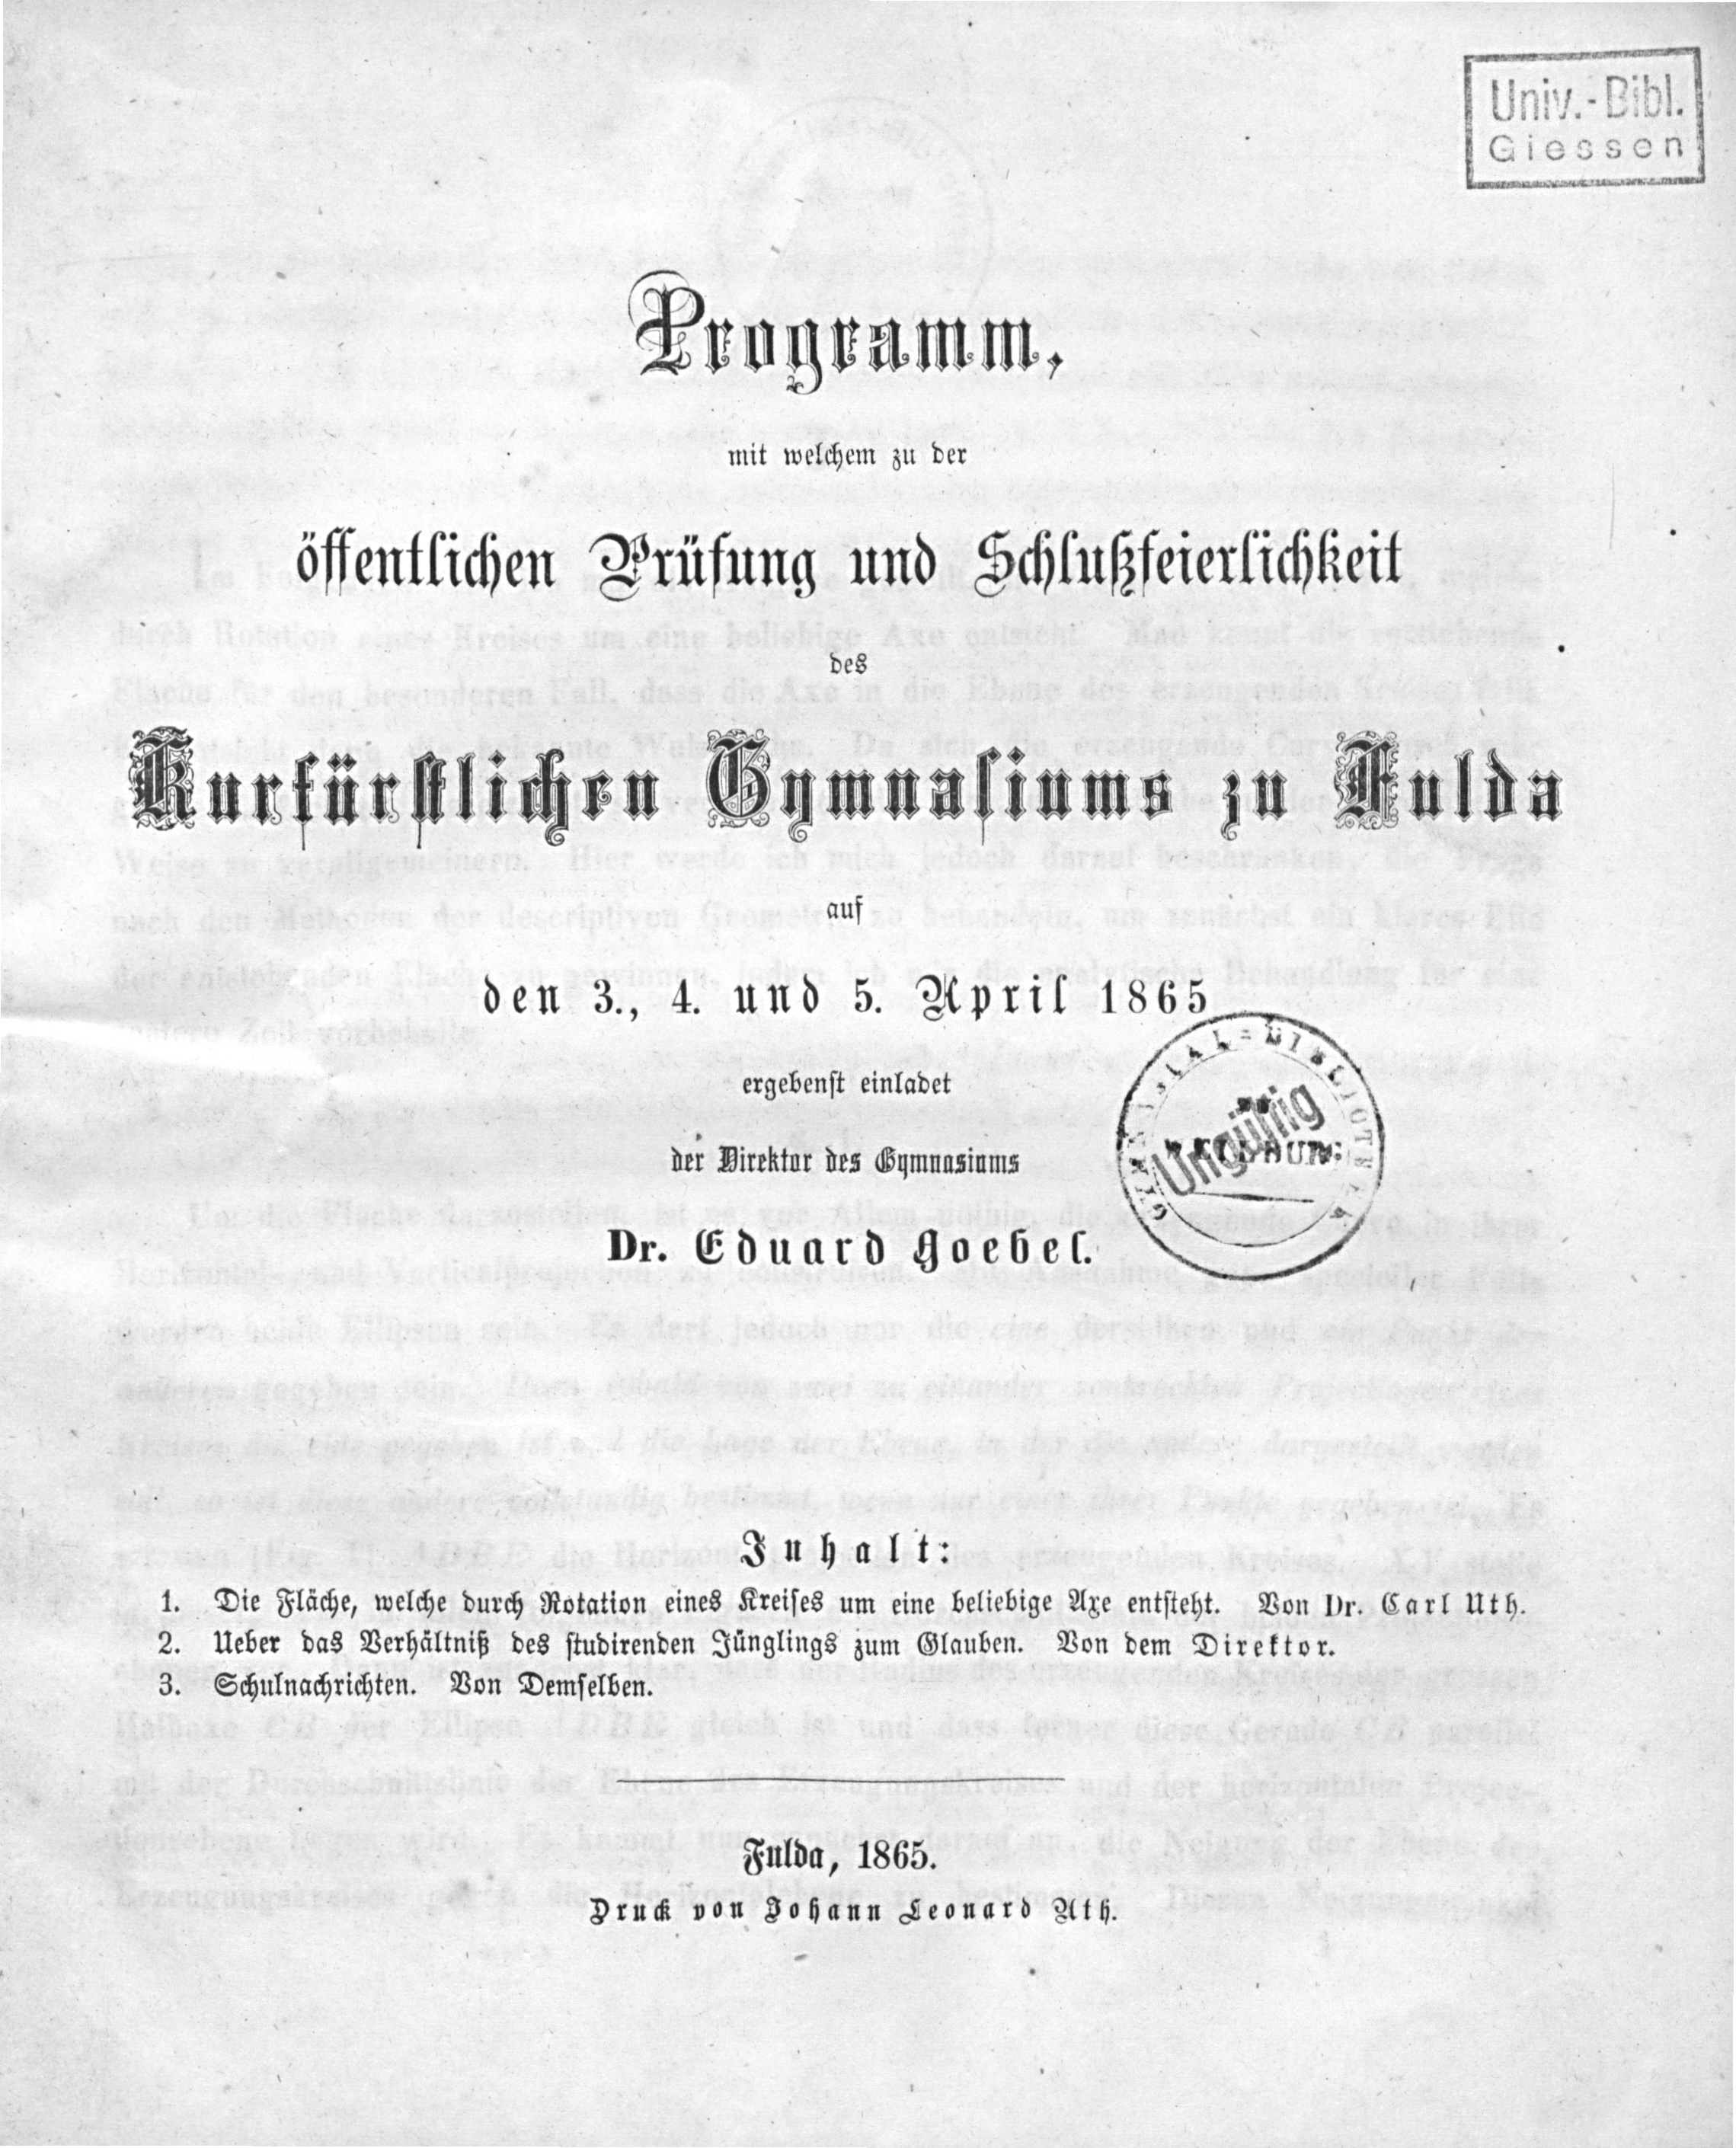 Univ.-Bibl.
Giessen
Programm,
mit welchem zu der
öffentlichen Prüfung und Schlußfeierlichkeit
des
Kurfürstlichen Gymnasiums zu Fulda
auf
den 3., 4. und 5. April 1865
ergebenst einladet
der Direktor des Gymnasiums
Dr. Eduard Goebel.
GYMNASIAL-BIBLIOTHEK
Ungültig
Inhalt:
1. Die Fläche, welche durch Rotation eines Kreises um eine beliebige Axe entsteht. Von Dr. Carl Uth.
2. Ueber das Verhältniß des studirenden Jünglings zum Glauben. Von dem Direktor.
3. Schulnachrichten. Von Demselben.
Fulda, 1865.
Druck von Johann Leonard Uth.